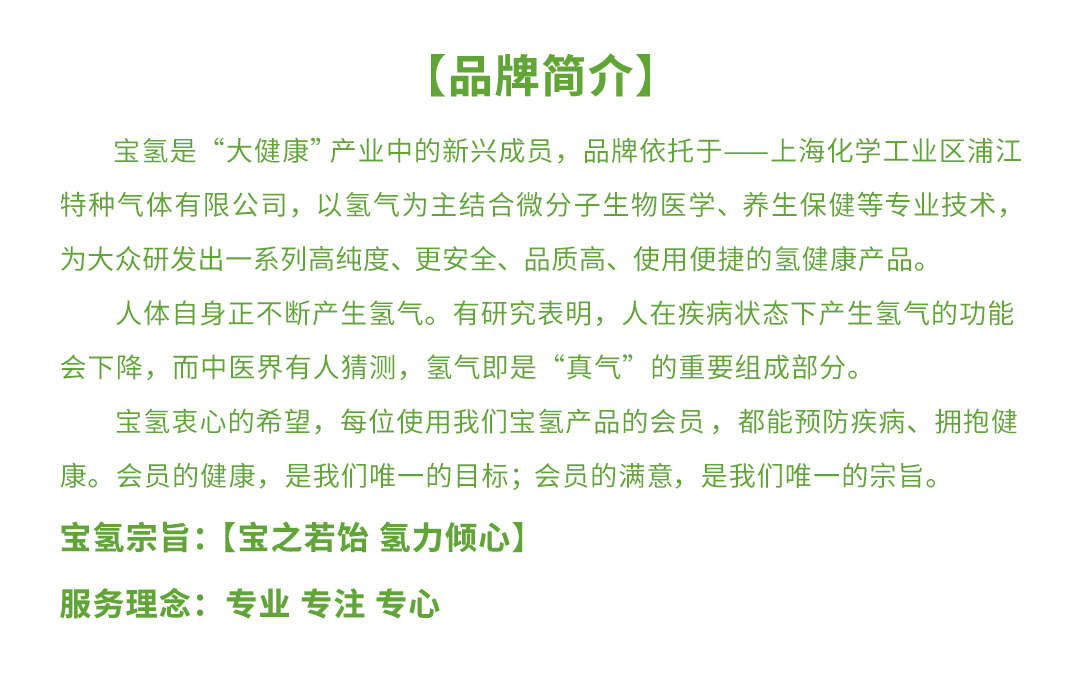 【品牌简介】
宝氢是“大健康”产业中的新兴成员，品牌依托于——上海化学工业区浦江
特种气体有限公司，以氢气为主结合微分子生物医学、养生保健等专业技术，
为大众研发出一系列高纯度、更安全、品质高、使用便捷的氢健康产品。
人体自身正不断产生氢气。有研究表明，人在疾病状态下产生氢气的功能
会下降，而中医界有人猜测，氢气即是“真气”的重要组成部分。
宝氢衷心的希望，每位使用我们宝氢产品的会员，都能预防疾病、拥抱健
康。会员的健康，是我们唯一的目标；会员的满意，是我们唯一的宗旨。
宝氢宗旨：【宝之若饴 氢力倾心】
服务理念：专业 专注 专心